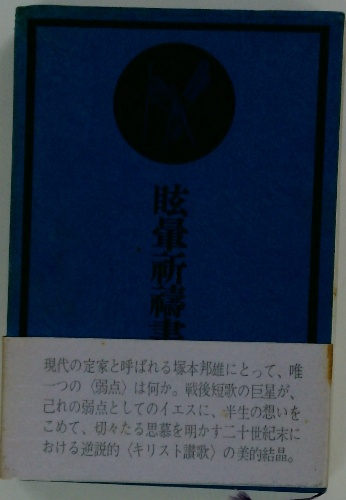 眩暈祈禱書
現代の定家と呼ばれる塚本邦雄にとって、唯
一つの〈弱点〉は何か。戦後短歌の巨星が、
己れの弱点としてのイエスに、半生の想いを
こめて、切々たる思慕を明かす二十世紀末に
おける逆説的〈キリスト讃歌〉の美的結晶。